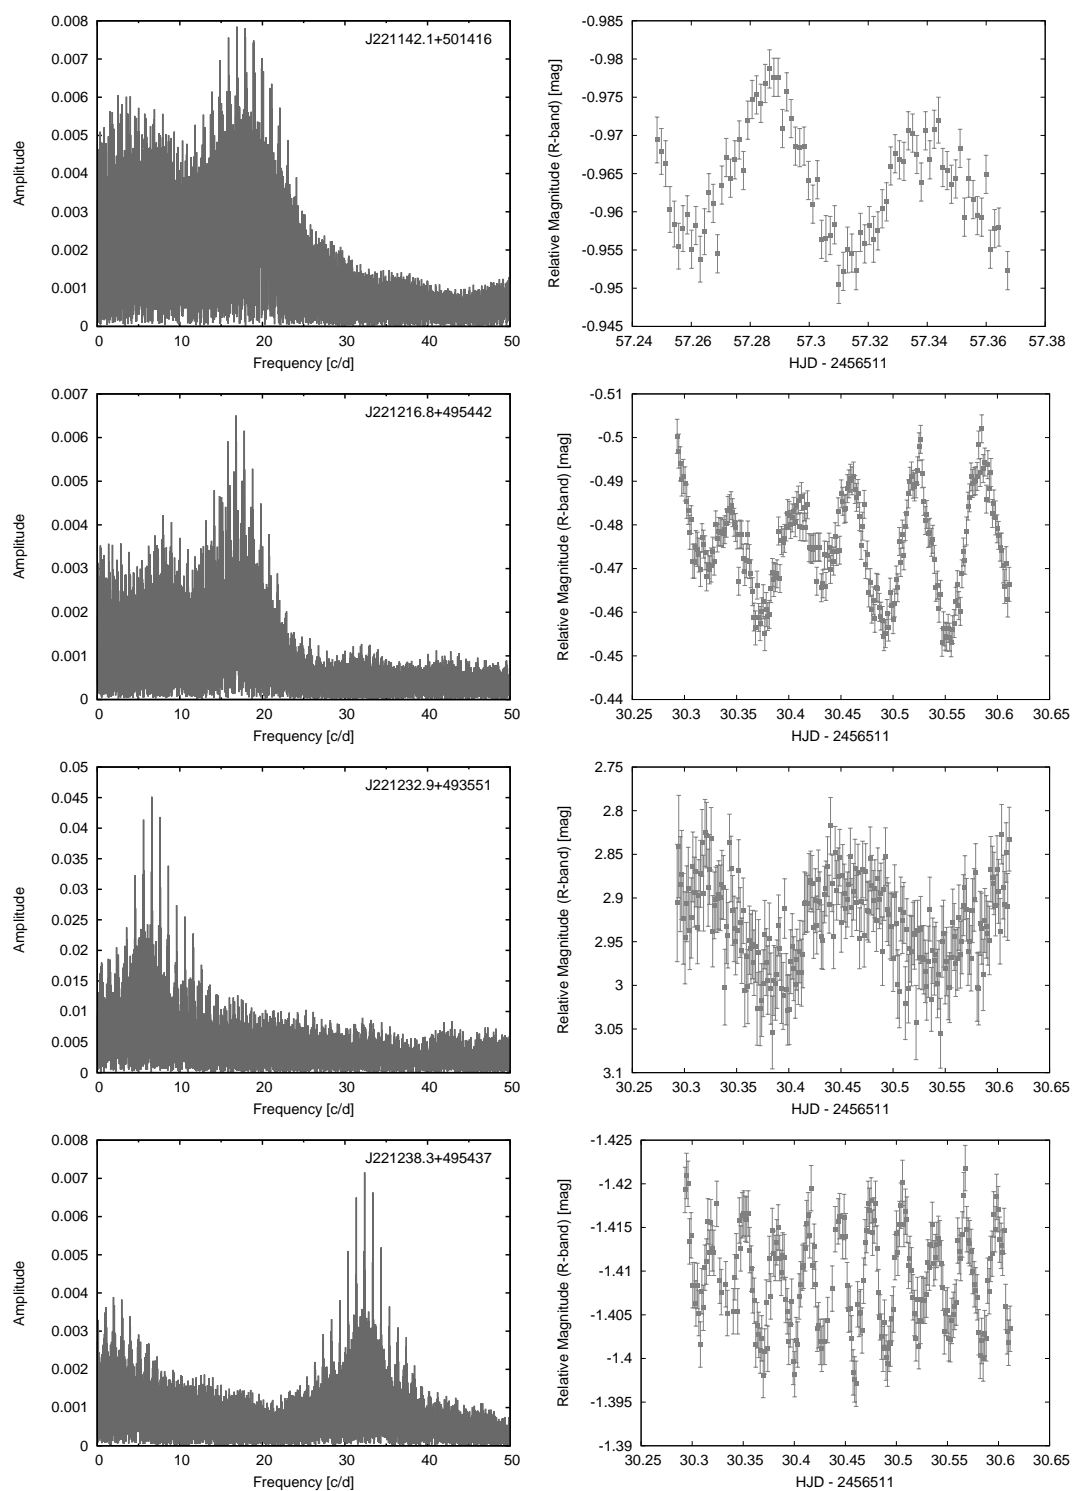 0.008
0.007
0.006
0.005
0.004
0.003
0.002
0.001
0
Amplitude
J221142.1+501416
0 10 20 30 40 50
Frequency [c/d]
-0.985
-0.98
-0.975
-0.97
-0.965
-0.96
-0.955
-0.95
-0.945
Relative Magnitude (R-band) [mag]
57.24 57.26 57.28 57.3 57.32 57.34 57.36 57.38
HJD - 2456511
0.007
0.006
0.005
0.004
0.003
0.002
0.001
0
Amplitude
J221216.8+495442
0 10 20 30 40 50
Frequency [c/d]
-0.51
-0.5
-0.49
-0.48
-0.47
-0.46
-0.45
-0.44
Relative Magnitude (R-band) [mag]
30.25 30.3 30.35 30.4 30.45 30.5 30.55 30.6 30.65
HJD - 2456511
0.05
0.045
0.04
0.035
0.03
0.025
0.02
0.015
0.01
0.005
0
Amplitude
J221232.9+493551
0 10 20 30 40 50
Frequency [c/d]
2.75
2.8
2.85
2.9
2.95
3
3.05
3.1
Relative Magnitude (R-band) [mag]
30.25 30.3 30.35 30.4 30.45 30.5 30.55 30.6 30.65
HJD - 2456511
0.008
0.007
0.006
0.005
0.004
0.003
0.002
0.001
0
Amplitude
J221238.3+495437
0 10 20 30 40 50
Frequency [c/d]
-1.425
-1.42
-1.415
-1.41
-1.405
-1.4
-1.395
-1.39
Relative Magnitude (R-band) [mag]
30.25 30.3 30.35 30.4 30.45 30.5 30.55 30.6 30.65
HJD - 2456511